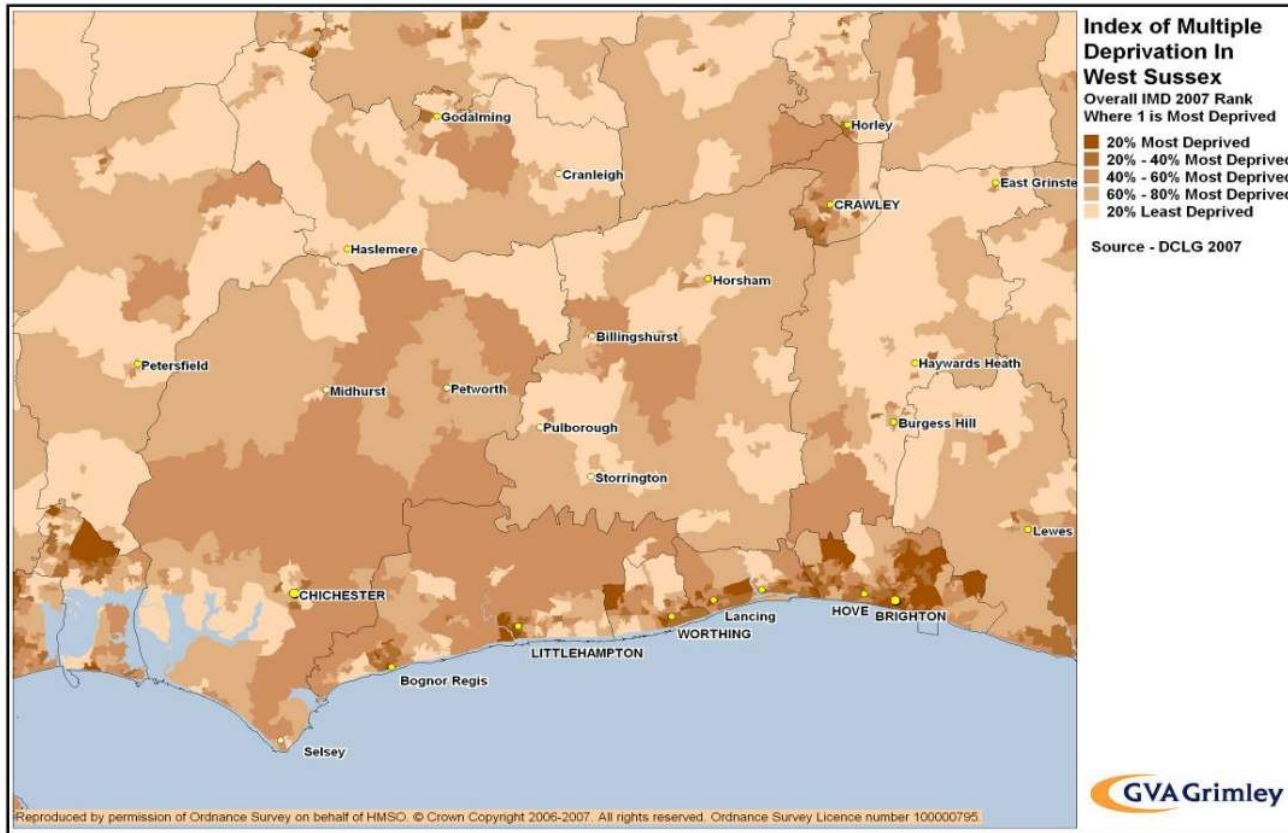 Index of Multiple
Deprivation In
West Sussex
Overall IMD 2007 Rank
Where 1 is Most Deprived
20% Most Deprived
20% - 40% Most Deprived
40% - 60% Most Deprived
60% - 80% Most Deprived
20% Least Deprived
Source - DCLG 2007
Godalming
Horley
Cranleigh
East Grinste
CRAWLEY
Haslemere
Horsham
Billingshurst
Petersfield
Haywards Heath
Midhurst
Petworth
Pulborough
Burgess Hill
Storrington
Lewes
CHICHESTER
Lancing
HOVE
BRIGHTON
WORTHING
LITTLEHAMPTON
Bognor Regis
Selsey
GVA Grimley
Reproduced by permission of Ordnance Survey on behalf of HMSO. © Crown Copyright 2006-2007. All rights reserved. Ordnance Survey Licence number 100000795.